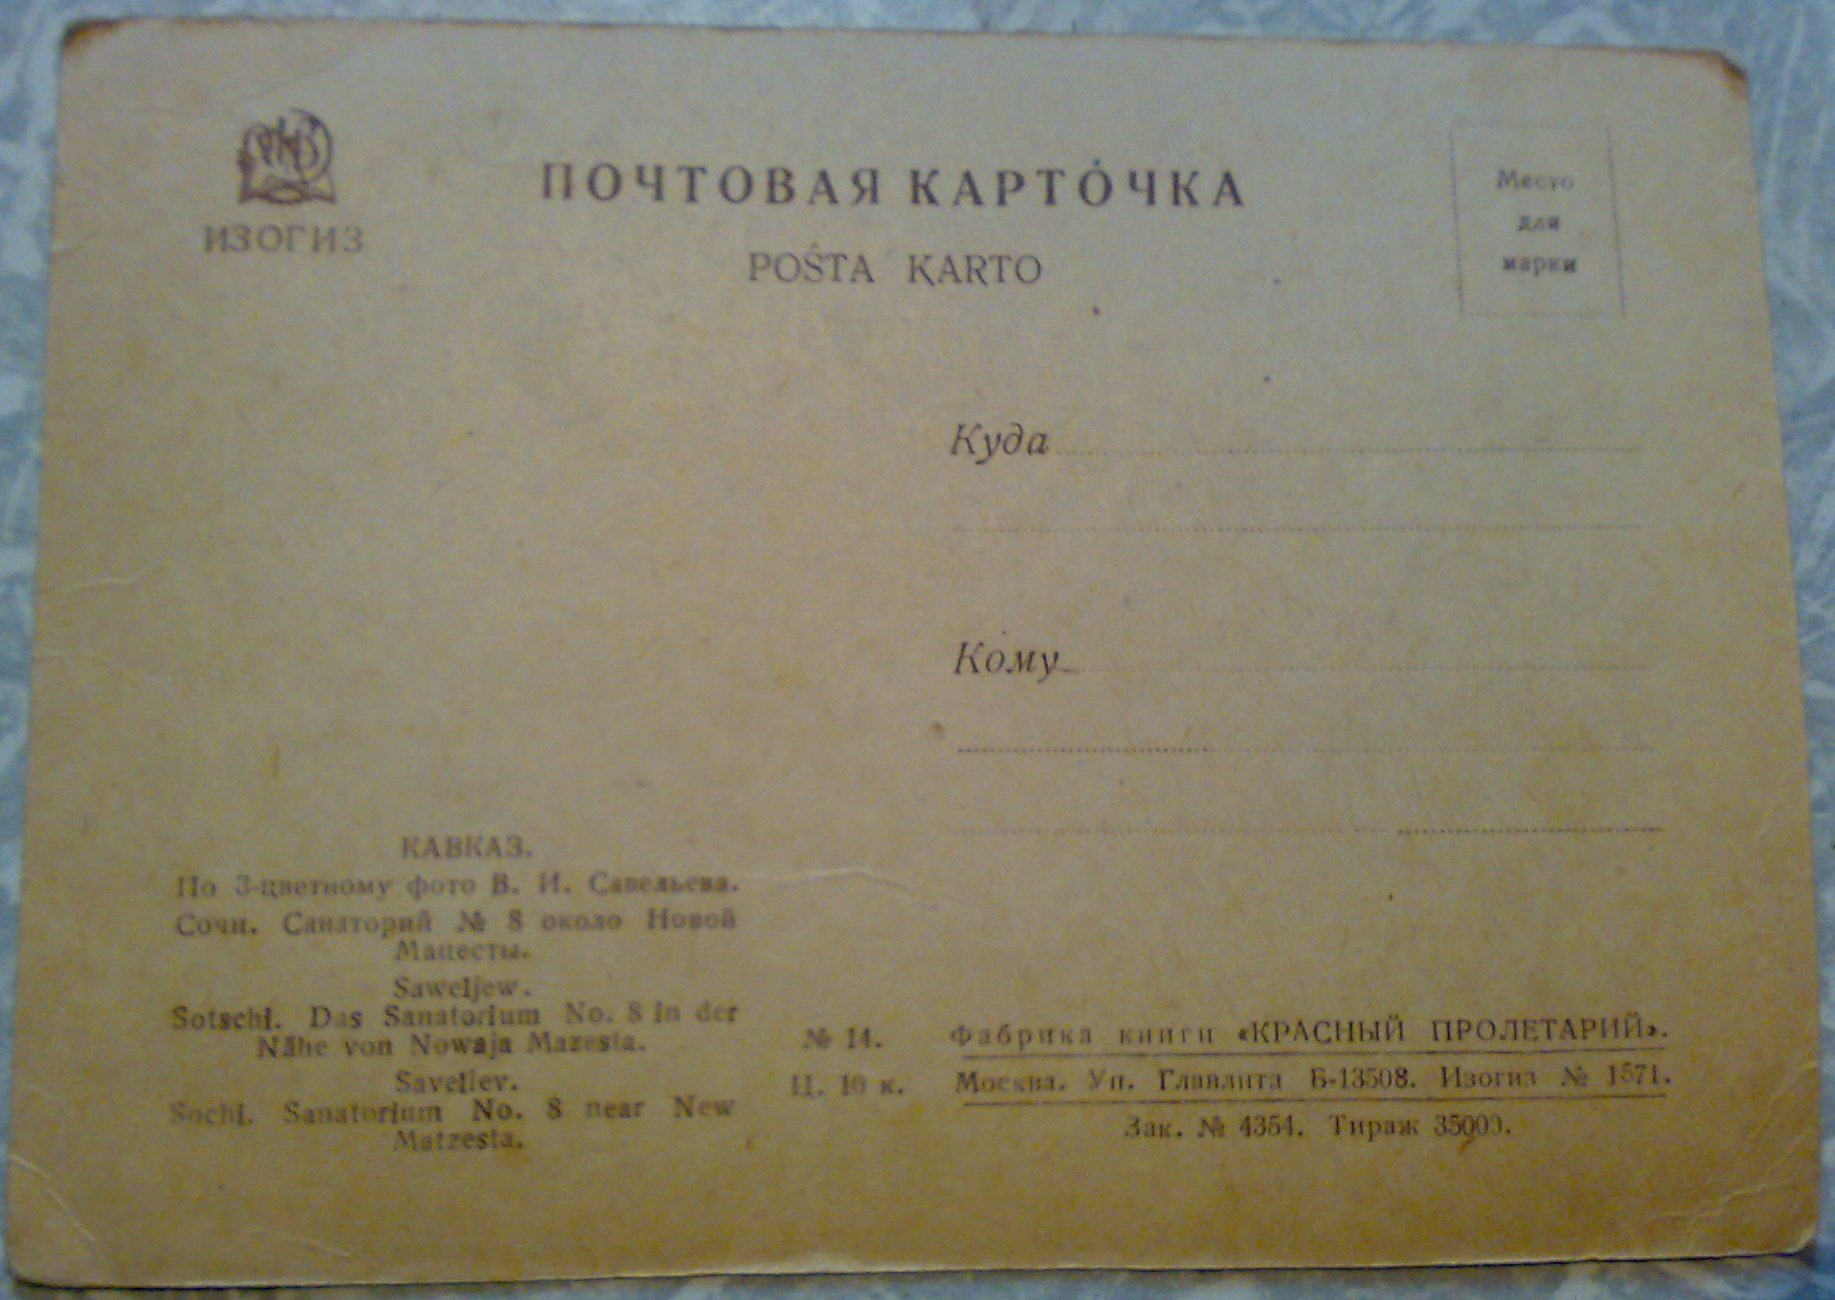 ИЗОГИЗ
ПОЧТОВАЯ КАРТО́ЧКА
POŜTA KARTO
Место
для
марки
Куда
Кому
КАВКАЗ.
По 3-цветному фото В. И. Савельева.
Сочи. Санаторий № 8 около Новой
Мацесты.
Saweljew.
Sotschi. Das Sanatorium No. 8 in der
Nähe von Nowaja Mazesta.
Saveliev.
Sochi. Sanatorium No. 8 near New
Matzesta.
№ 14.
Ц. 10 к.
Фабрика книги «КРАСНЫЙ ПРОЛЕТАРИЙ».
Москва. Уп. Главлита Б-13508. Изогиз № 1571.
Зак. № 4354. Тираж 35000.